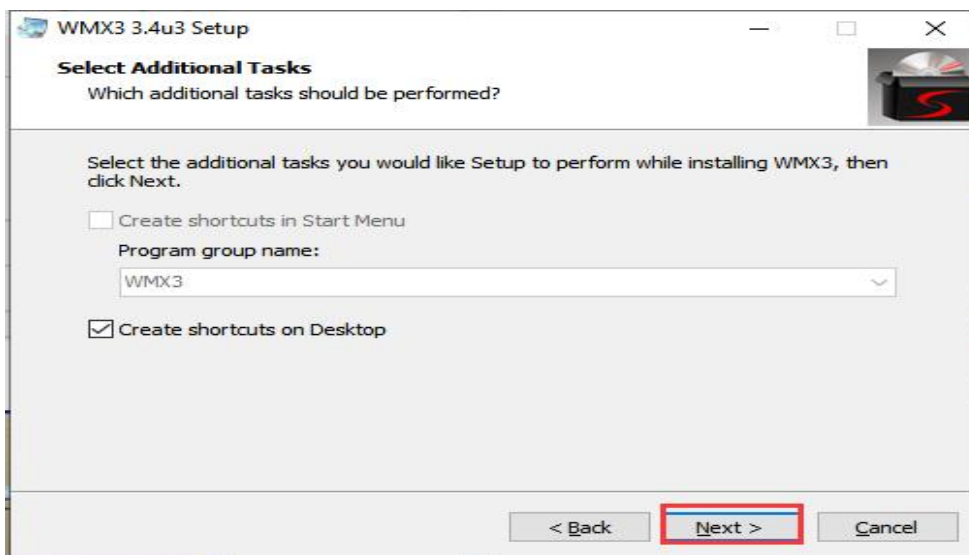 WMX3 3.4u3 Setup
Select Additional Tasks
Which additional tasks should be performed?
Select the additional tasks you would like Setup to perform while installing WMX3, then
click Next.
Create shortcuts in Start Menu
Program group name:
WMX3
Create shortcuts on Desktop
< Back
Next >
Cancel